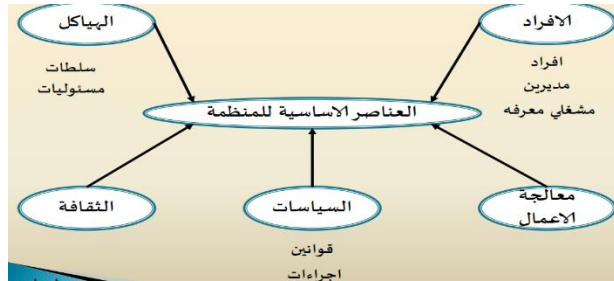 الافراد
افراد
مديرين
مشغلي معرفه
الهياكل
سلطات
مسئوليات
العناصر الاساسية للمنظمة
معالجة
الاعمال
السياسات
قوانين
اجراءات
الثقافة